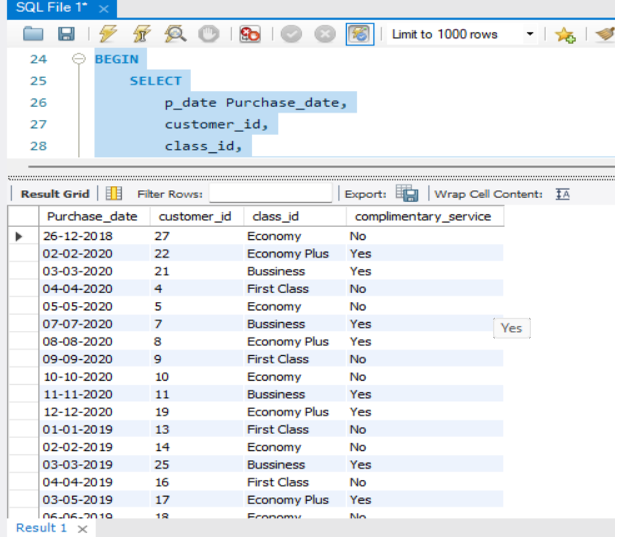 SQL File 1* ×
Limit to 1000 rows
24 BEGIN
25 SELECT
26 p_date Purchase_date,
27 customer_id,
28 class_id,
Result Grid Filter Rows: Export: Wrap Cell Content: IA
Purchase_date customer_id class_id complimentary_service
26-12-2018 27 Economy No
02-02-2020 22 Economy Plus Yes
03-03-2020 21 Bussiness Yes
04-04-2020 4 First Class No
05-05-2020 5 Economy No
07-07-2020 7 Bussiness Yes
Yes
08-08-2020 8 Economy Plus Yes
09-09-2020 9 First Class No
10-10-2020 10 Economy No
11-11-2020 11 Bussiness Yes
12-12-2020 19 Economy Plus Yes
01-01-2019 13 First Class No
02-02-2019 14 Economy No
03-03-2019 25 Bussiness Yes
04-04-2019 16 First Class No
03-05-2019 17 Economy Plus Yes
06-06-2019 18 Economy No
Result 1 ×